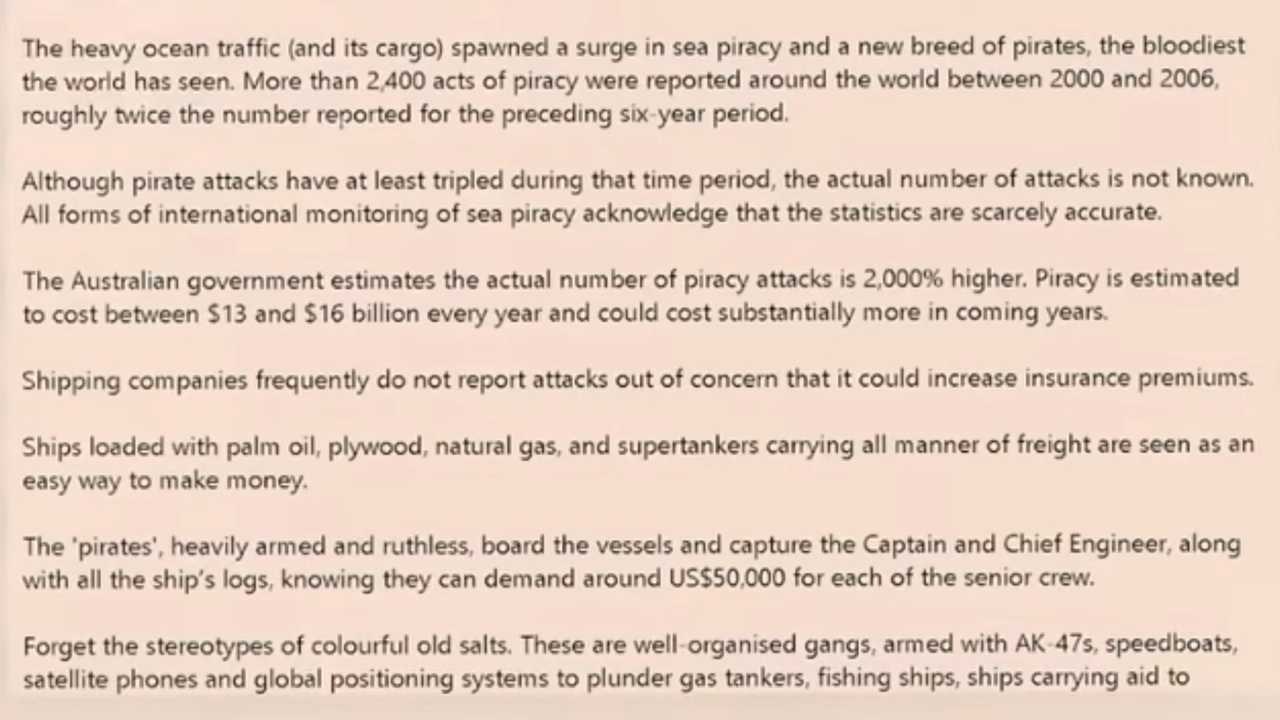 The heavy ocean traffic (and its cargo) spawned a surge in sea piracy and a new breed of pirates, the bloodiest
the world has seen. More than 2,400 acts of piracy were reported around the world between 2000 and 2006,
roughly twice the number reported for the preceding six-year period.
Although pirate attacks have at least tripled during that time period, the actual number of attacks is not known.
All forms of international monitoring of sea piracy acknowledge that the statistics are scarcely accurate.
The Australian government estimates the actual number of piracy attacks is 2,000% higher. Piracy is estimated
to cost between $13 and $16 billion every year and could cost substantially more in coming years.
Shipping companies frequently do not report attacks out of concern that it could increase insurance premiums.
Ships loaded with palm oil, plywood, natural gas, and supertankers carrying all manner of freight are seen as an
easy way to make money.
The 'pirates', heavily armed and ruthless, board the vessels and capture the Captain and Chief Engineer, along
with all the ship's logs, knowing they can demand around US$50,000 for each of the senior crew.
Forget the stereotypes of colourful old salts. These are well-organised gangs, armed with AK-47s, speedboats,
satellite phones and global positioning systems to plunder gas tankers, fishing ships, ships carrying aid to